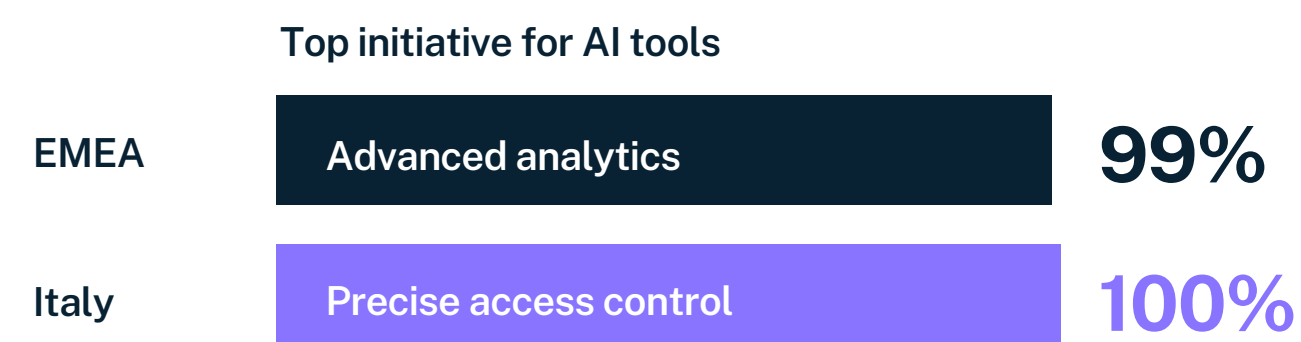 Top initiative for AI tools
EMEA Advanced analytics 99%
Italy Precise access control 100%